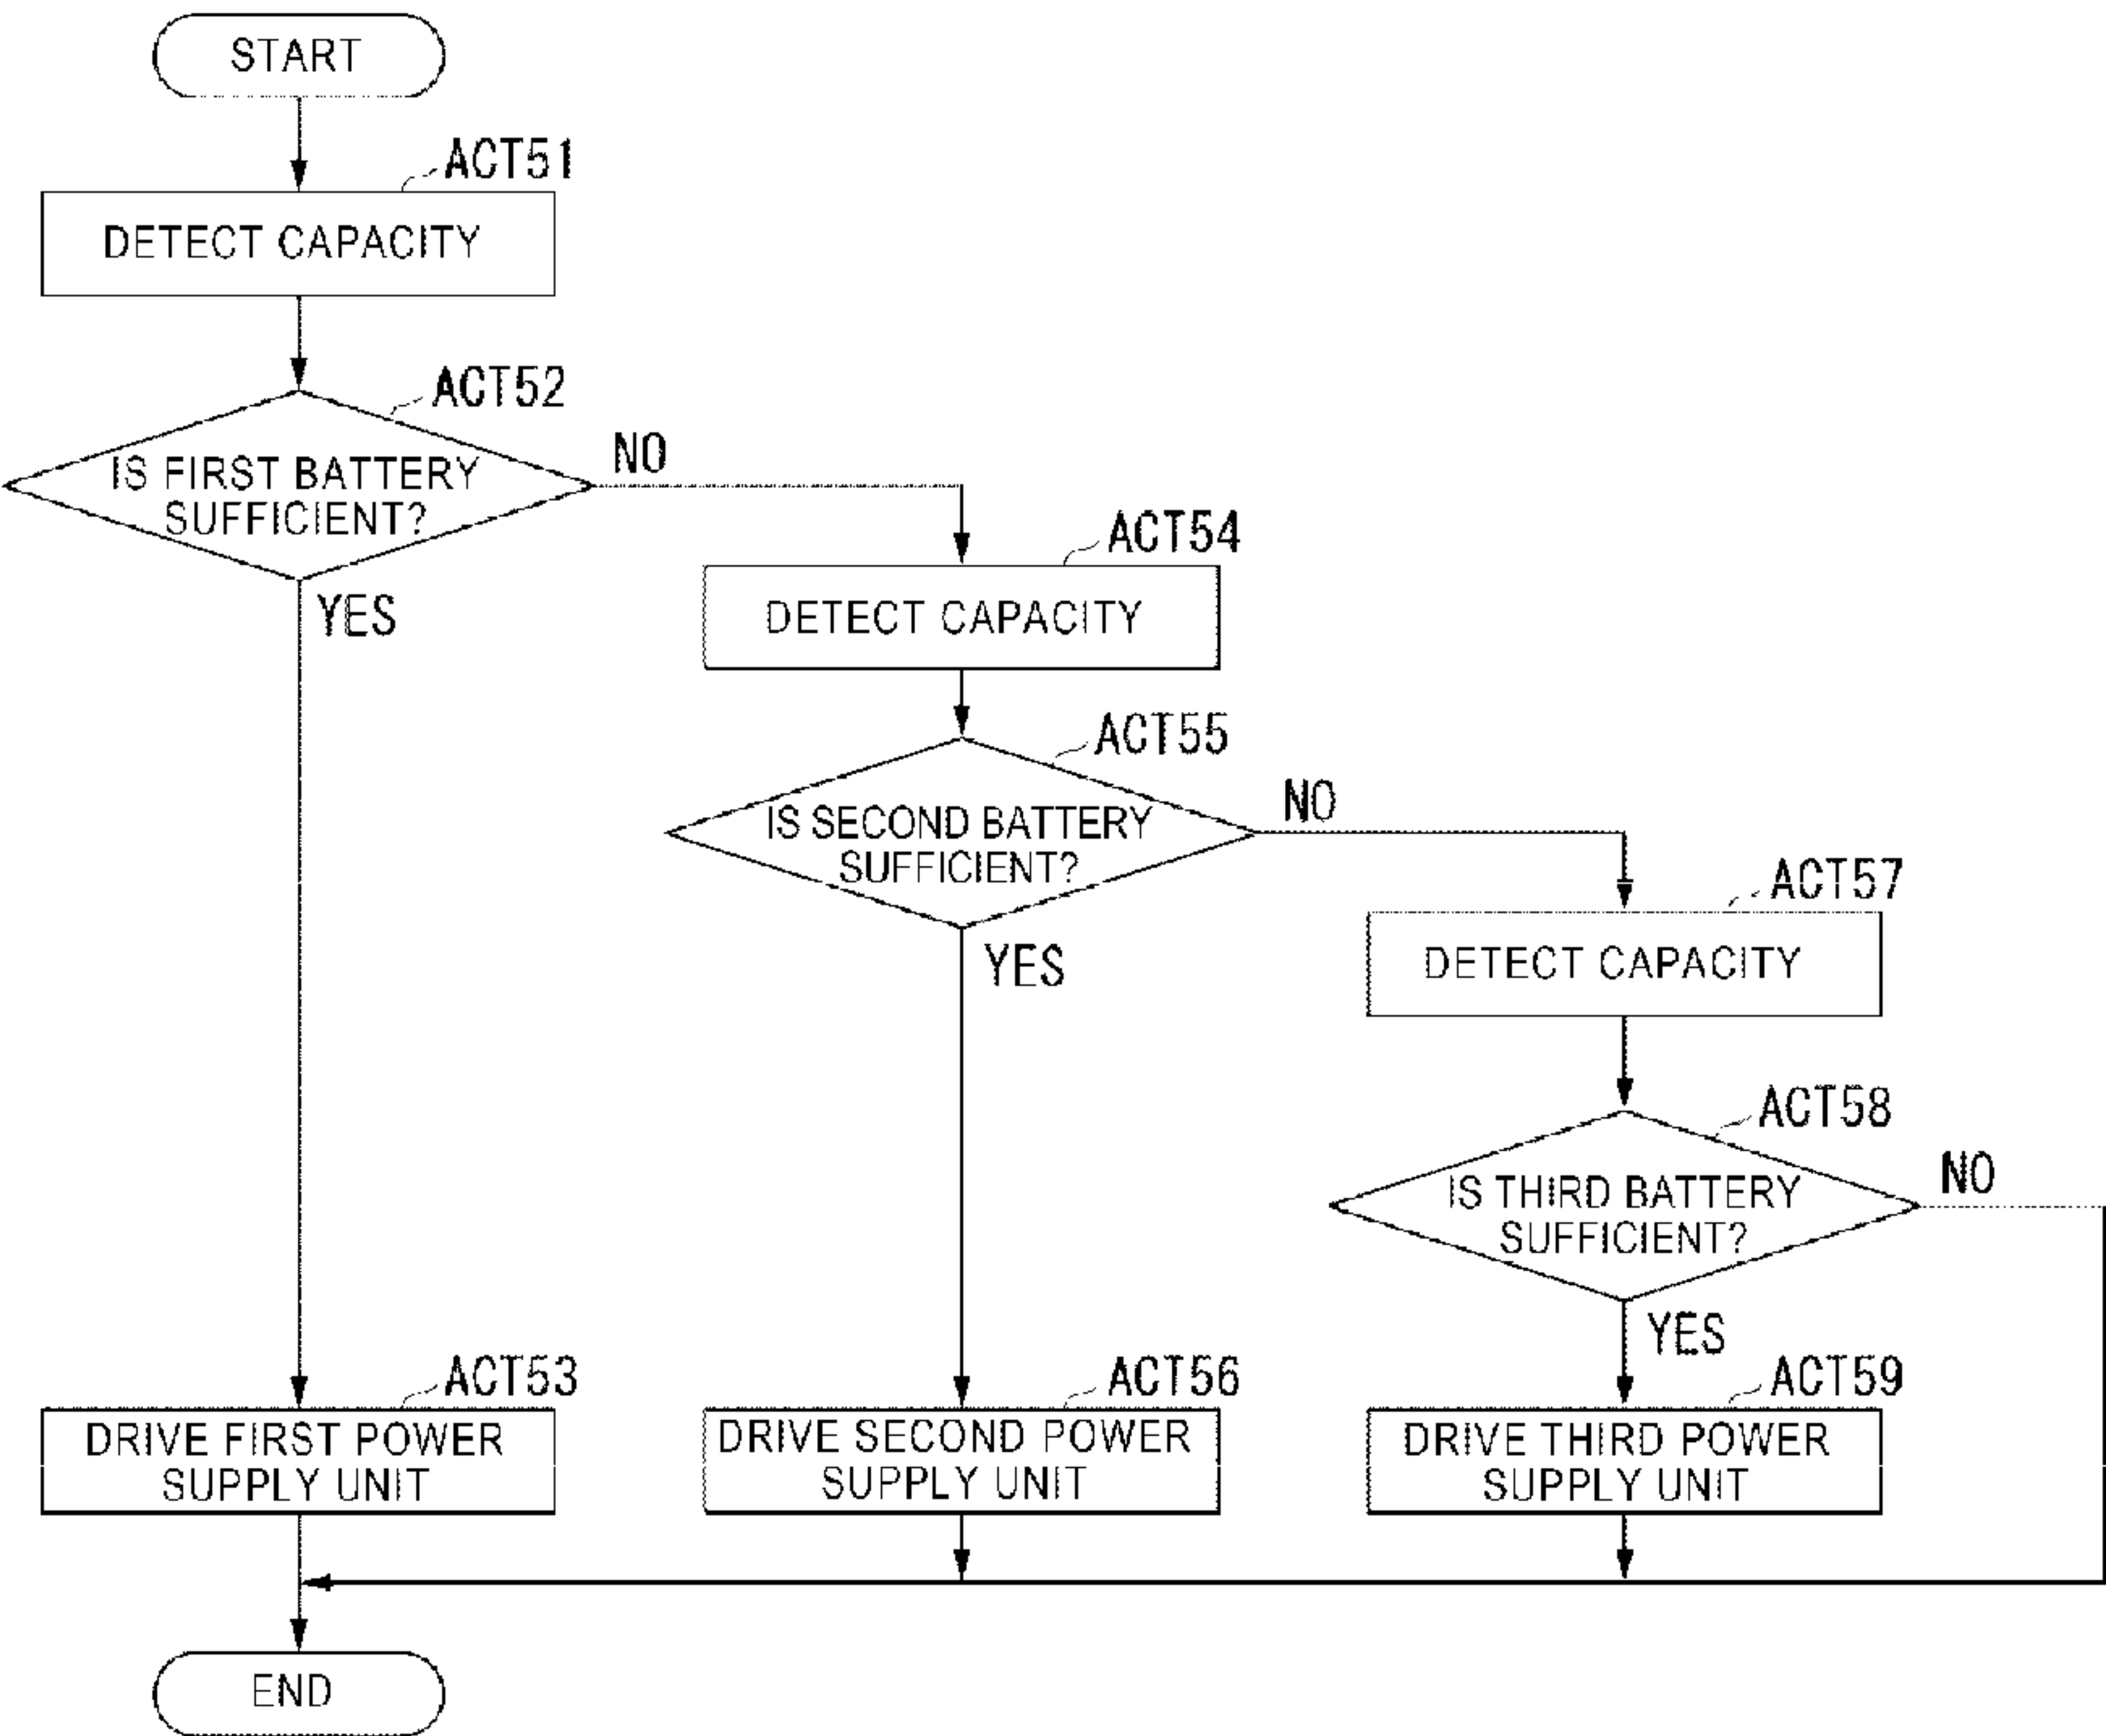 START
ACT51
DETECT CAPACITY
ACT52
IS FIRST BATTERY
SUFFICIENT?
NO
YES
ACT54
DETECT CAPACITY
ACT55
IS SECOND BATTERY
SUFFICIENT?
NO
YES
ACT57
DETECT CAPACITY
ACT58
IS THIRD BATTERY
SUFFICIENT?
NO
YES
ACT53
DRIVE FIRST POWER
SUPPLY UNIT
ACT56
DRIVE SECOND POWER
SUPPLY UNIT
ACT59
DRIVE THIRD POWER
SUPPLY UNIT
END